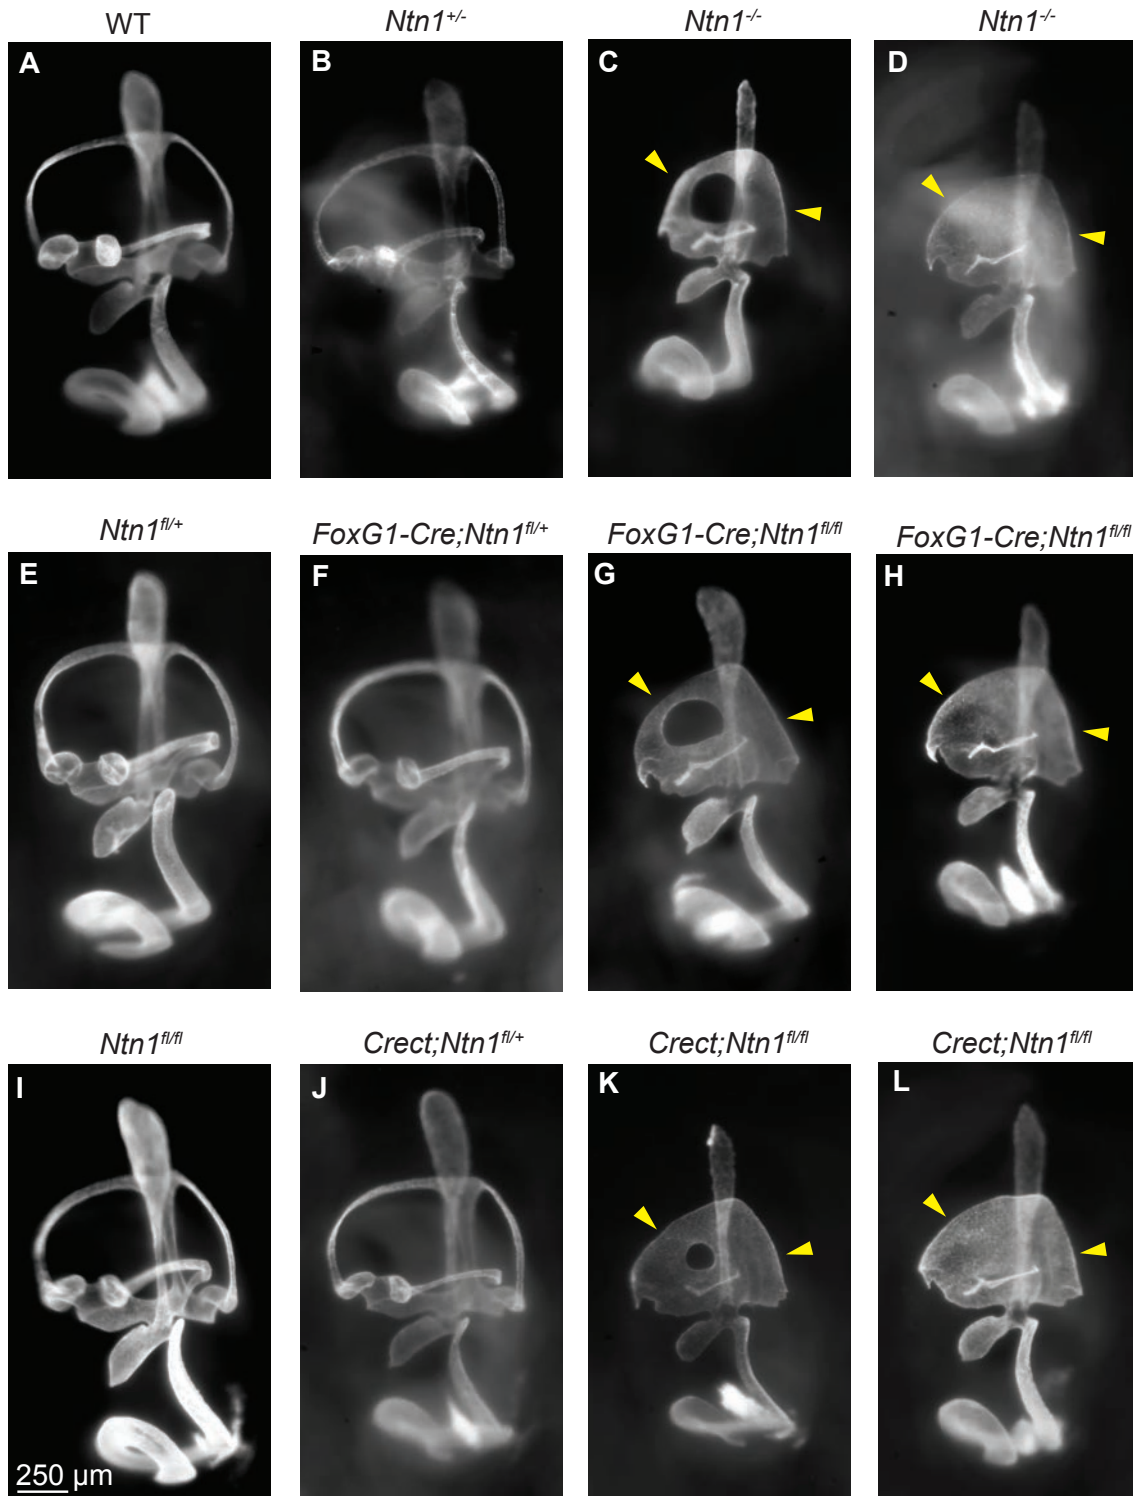 WT Ntn1+/- Ntn1-/- Ntn1-/-
A B C D
Ntn1fl/+ FoxG1-Cre;Ntn1fl/+ FoxG1-Cre;Ntn1fl/fl FoxG1-Cre;Ntn1fl/fl
E F G H
Ntn1fl/fl Crect;Ntn1fl/+ Crect;Ntn1fl/fl Crect;Ntn1fl/fl
I J K L
250 µm